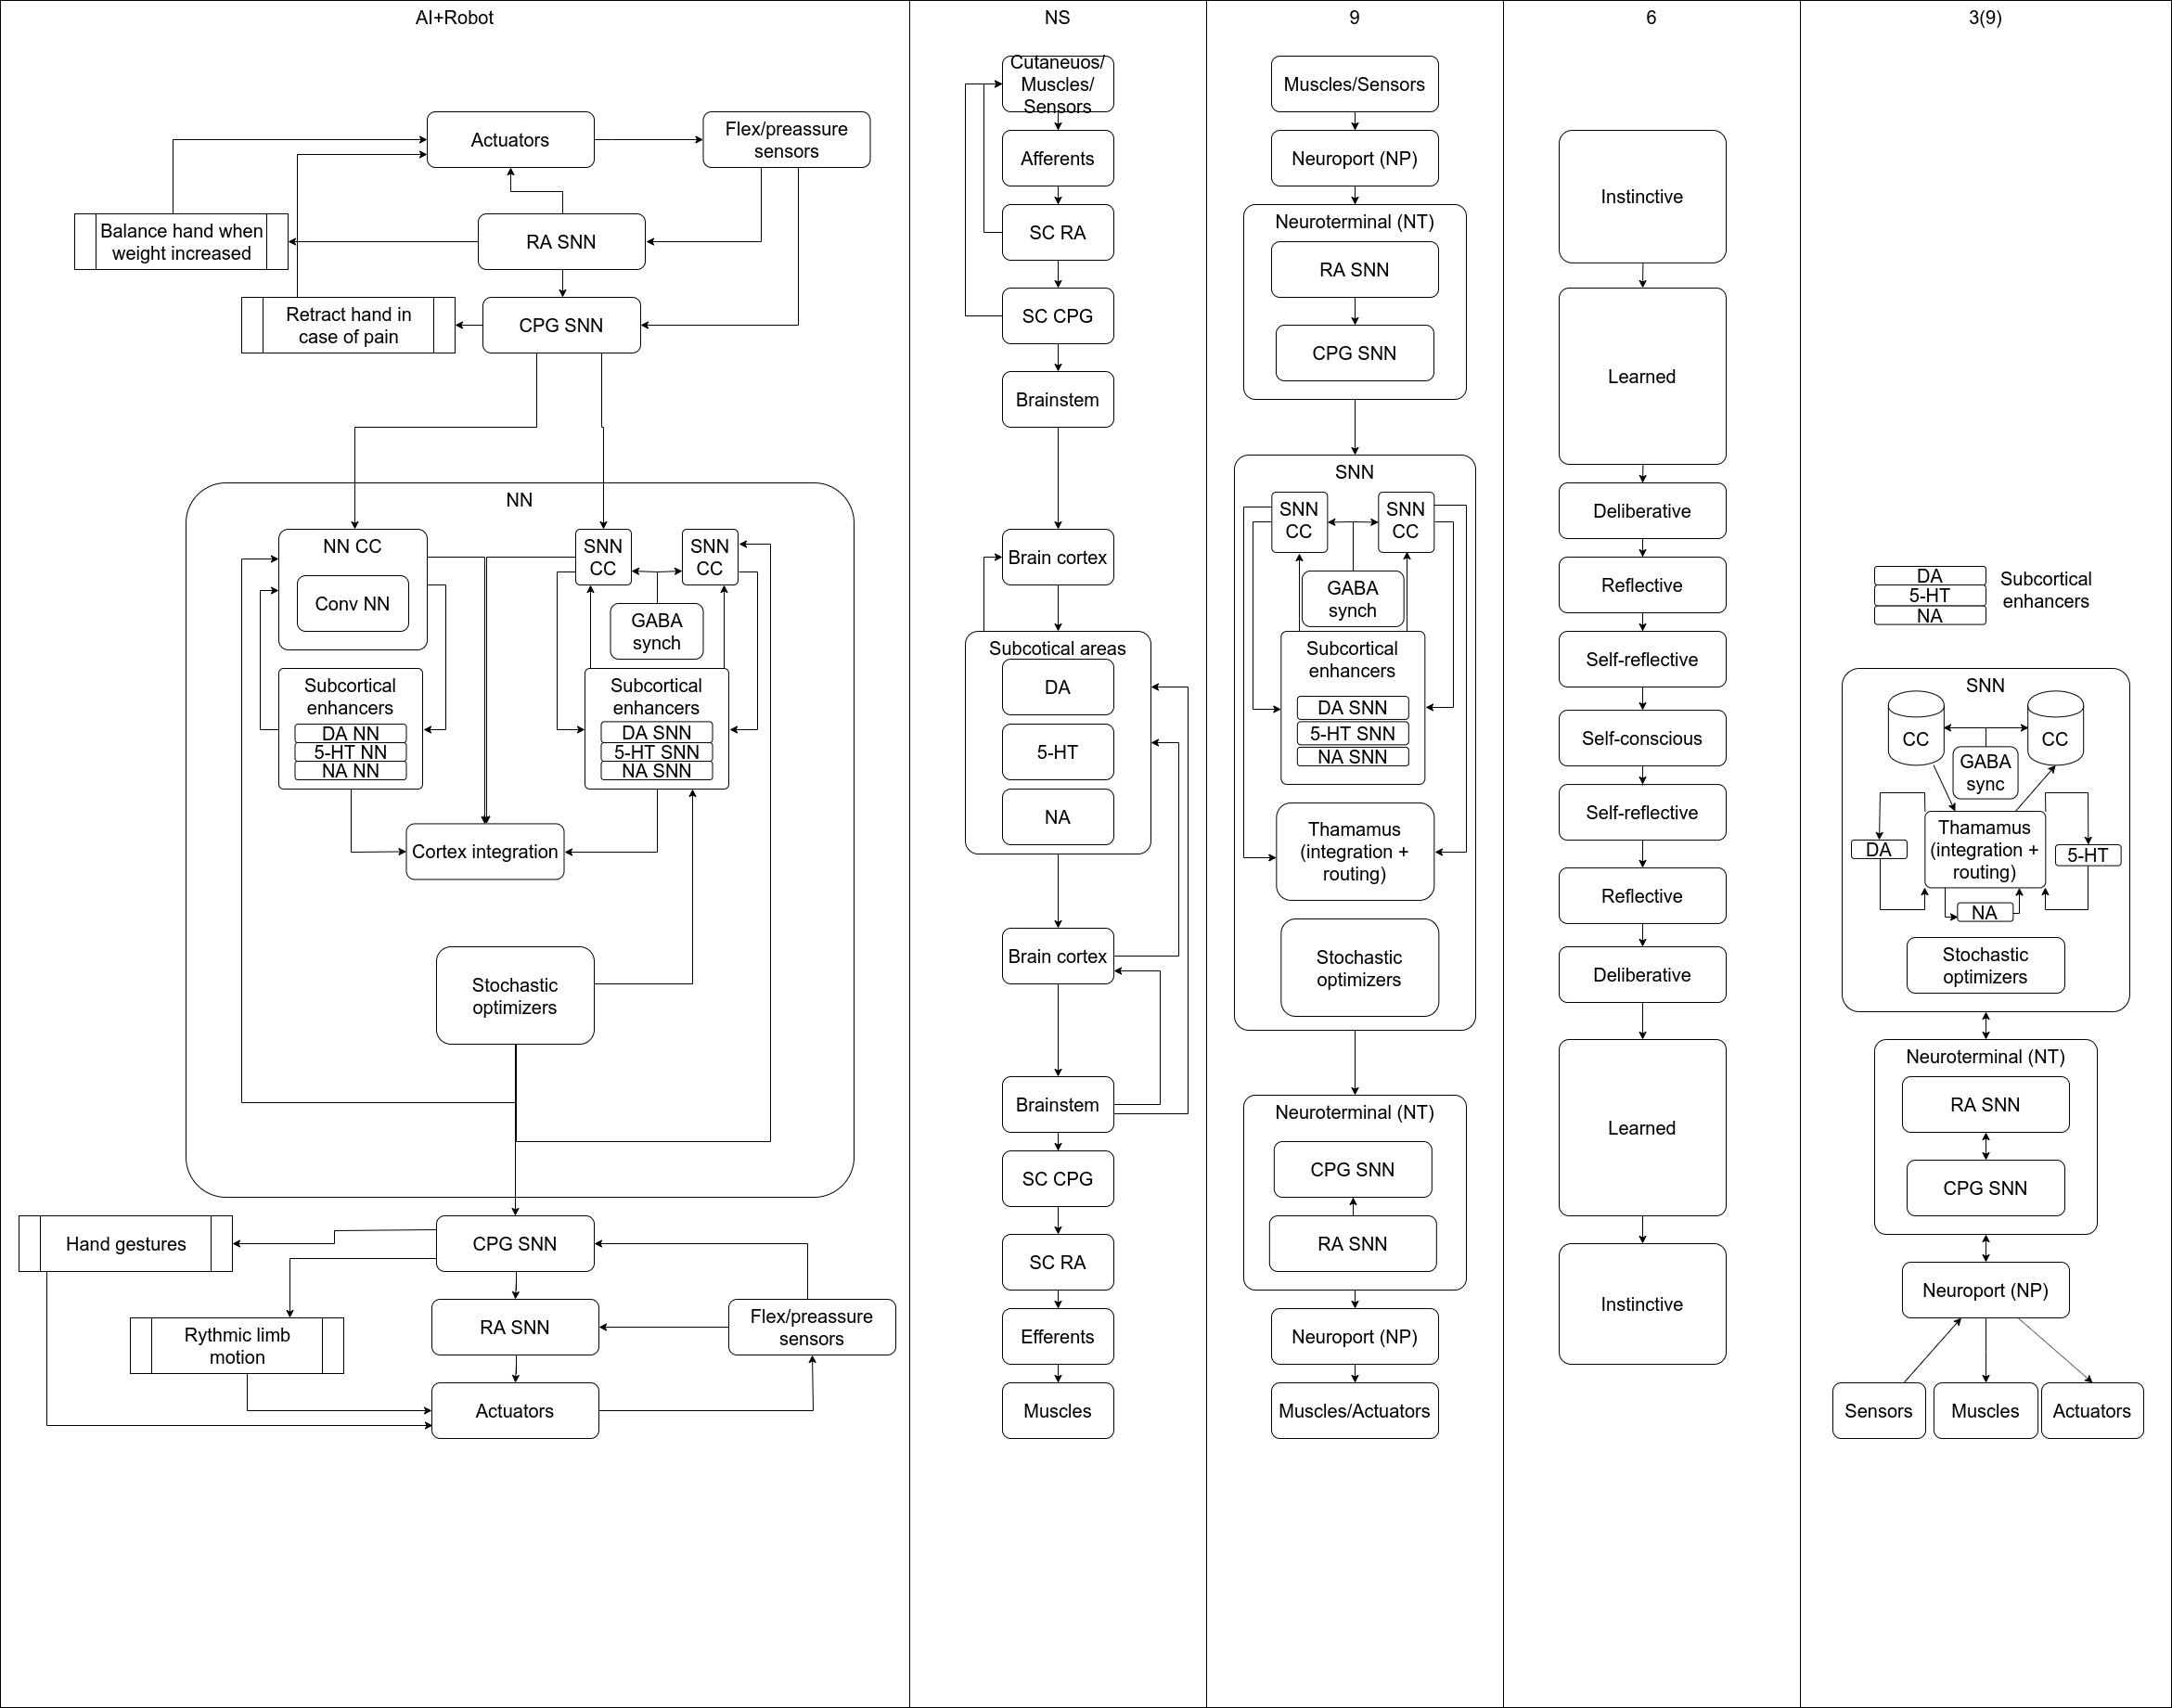 AI+Robot
Actuators
Flex/preassure
sensors
Balance hand when
weight increased
RA SNN
Retract hand in
case of pain
CPG SNN
NN
NN CC
Conv NN
SNN
CC
SNN
CC
GABA
synch
Subcortical
enhancers
DA NN
5-HT NN
NA NN
Subcortical
enhancers
DA SNN
5-HT SNN
NA SNN
Cortex integration
Stochastic
optimizers
Hand gestures
CPG SNN
Rythmic limb
motion
RA SNN
Flex/preassure
sensors
Actuators
NS
Cutaneuos/
Muscles/
Sensors
Afferents
SC RA
SC CPG
Brainstem
Brain cortex
Subcotical areas
DA
5-HT
NA
Brain cortex
Brainstem
SC CPG
SC RA
Efferents
Muscles
9
Muscles/Sensors
Neuroport (NP)
Neuroterminal (NT)
RA SNN
CPG SNN
SNN
SNN
CC
SNN
CC
GABA
synch
Subcortical
enhancers
DA SNN
5-HT SNN
NA SNN
Thamamus
(integration +
routing)
Stochastic
optimizers
Neuroterminal (NT)
CPG SNN
RA SNN
Neuroport (NP)
Muscles/Actuators
6
Instinctive
Learned
Deliberative
Reflective
Self-reflective
Self-conscious
Self-reflective
Reflective
Deliberative
Learned
Instinctive
3(9)
DA
5-HT
NA
Subcortical
enhancers
SNN
CC
CC
GABA
sync
Thamamus
(integration +
routing)
DA
5-HT
NA
Stochastic
optimizers
Neuroterminal (NT)
RA SNN
CPG SNN
Neuroport (NP)
Sensors
Muscles
Actuators